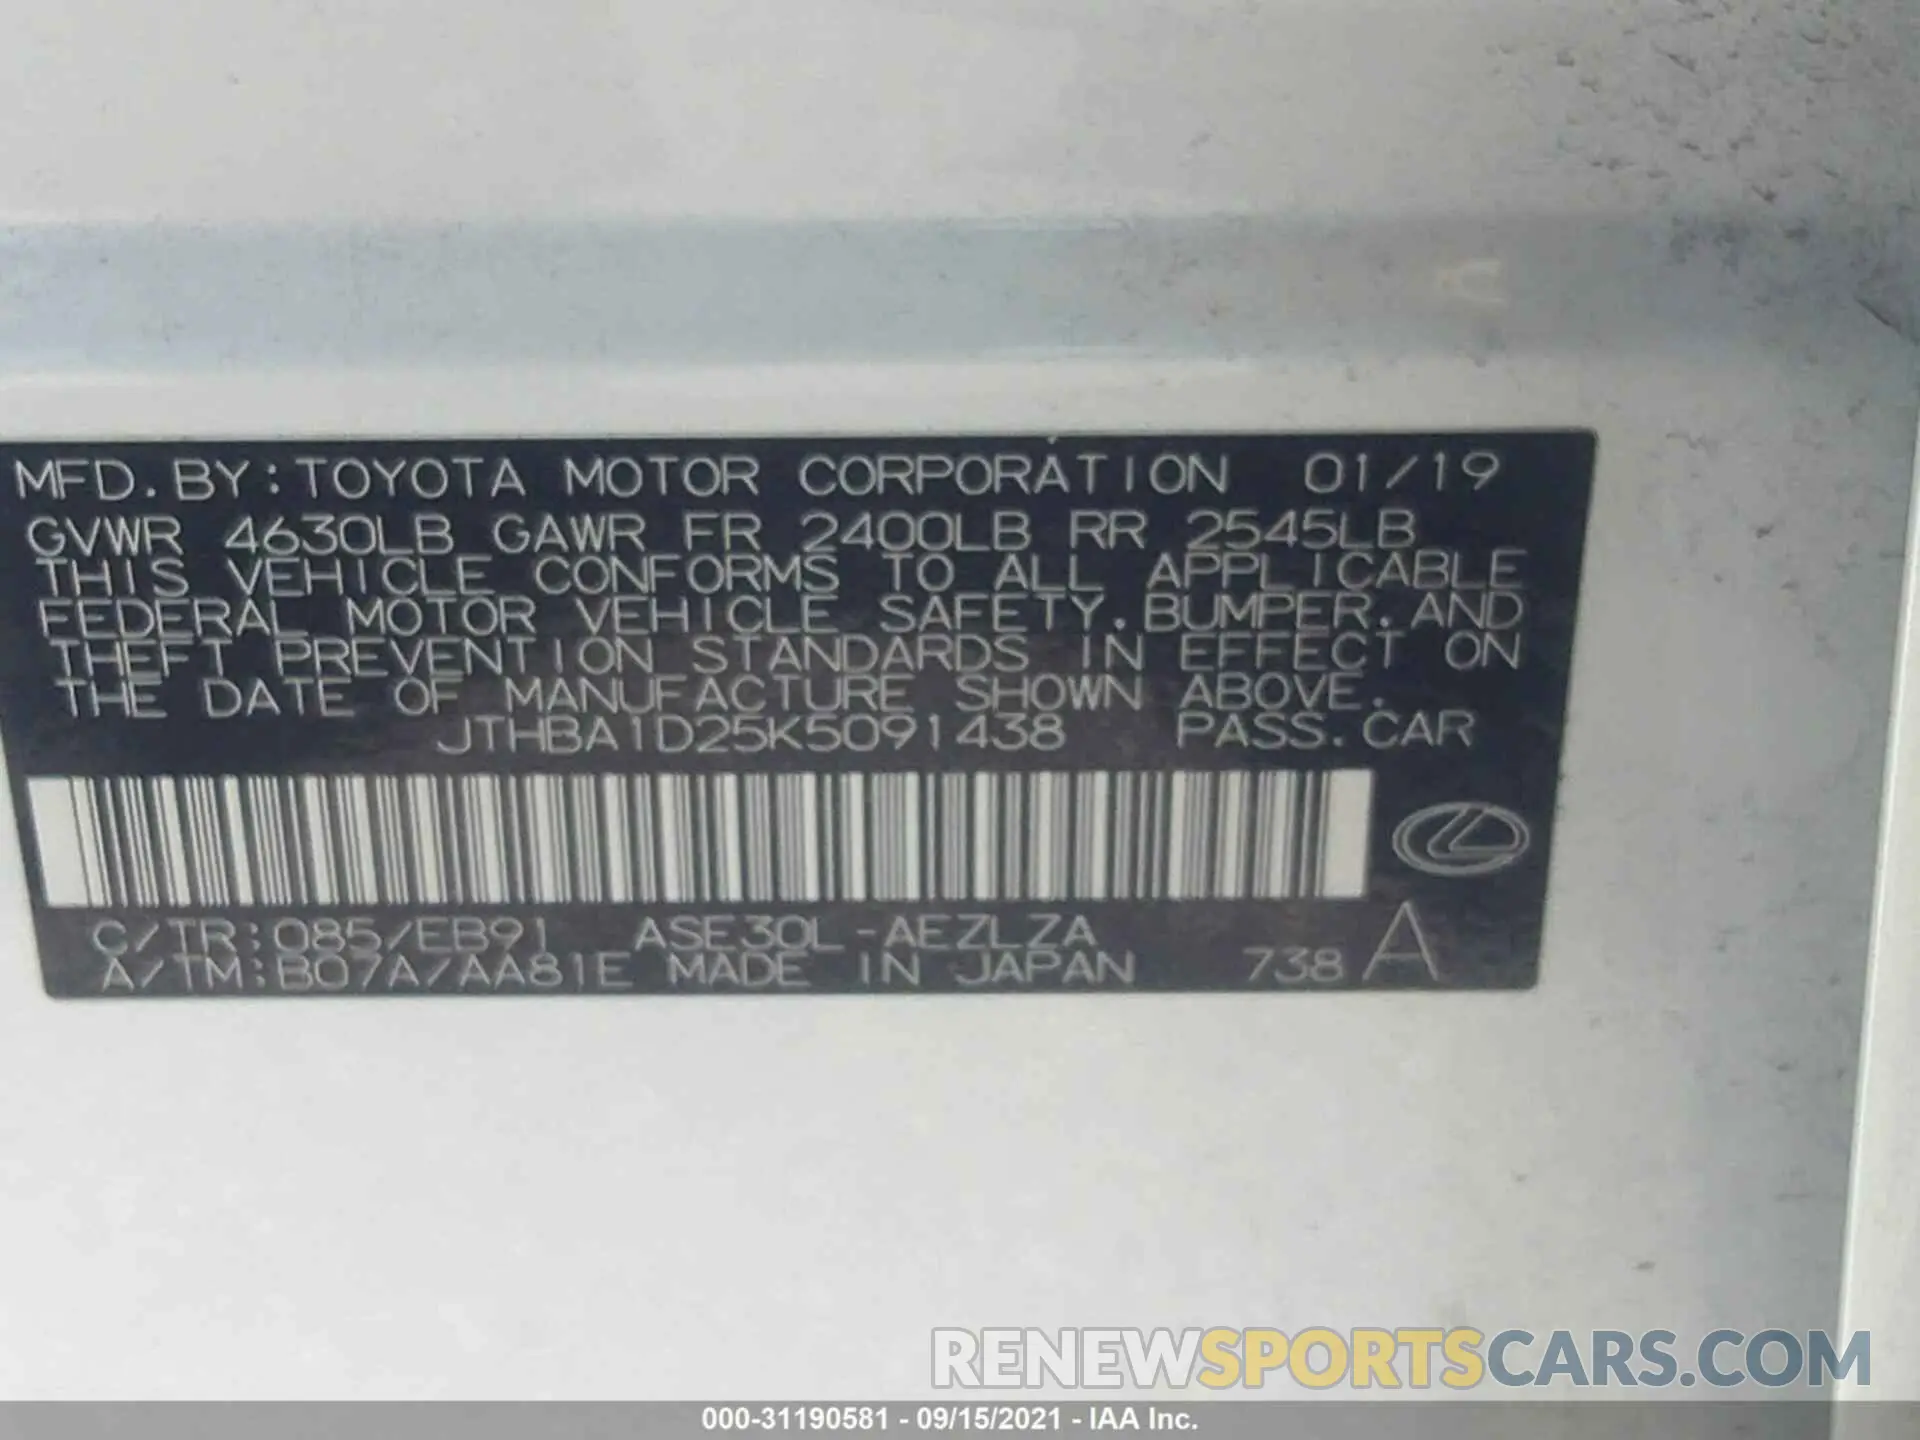 MFD. BY: TOYOTA MOTOR CORPORATION 01/19
GVWR 4630LB GAWR FR 2400LB RR 2545LB
THIS VEHICLE CONFORMS TO ALL APPLICABLE
FEDERAL MOTOR VEHICLE SAFETY. BUMPER. AND
THEFT PREVENTION STANDARDS IN EFFECT ON
THE DATE OF MANUFACTURE SHOWN ABOVE.
JTHBA1D25K5091438 PASS. CAR
C/TR: 085/EB91 ASE30L-AEZLZA
A/TM: B07A/AA81E MADE IN JAPAN 738 A
RENEWSPORTSCARS.COM
000-31190581 - 09/15/2021 - IAA Inc.